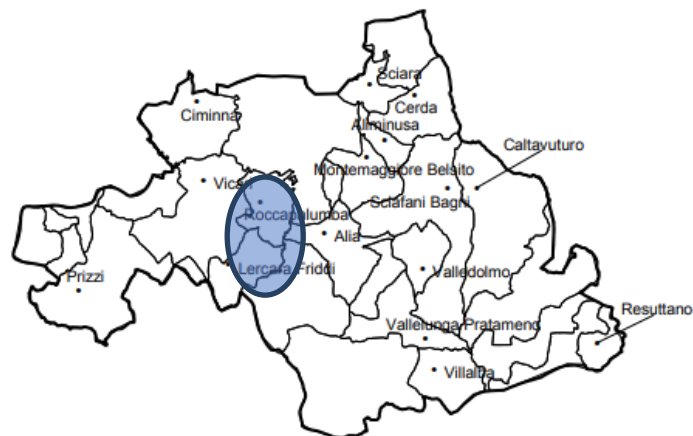 Sciara
Cerda
Ciminna
Aliminusa
Caltavuturo
Montemaggiore Belsito
Vicari
Sclafani Bagni
Roccapalumba
Alia
Lercara Friddi
Valledolmo
Prizzi
Resuttano
Vallelunga Pratameno
Villalba